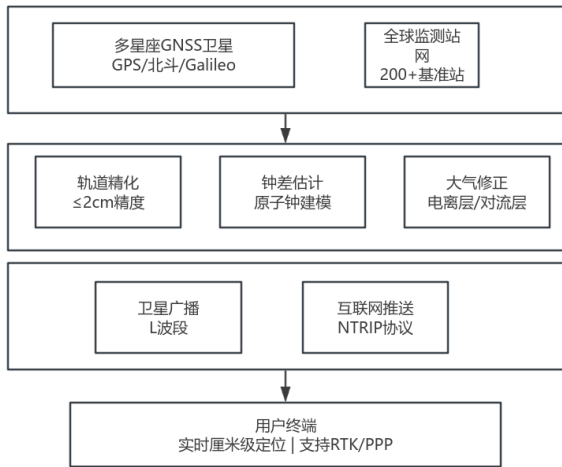 多星座GNSS卫星
GPS/北斗/Galileo
全球监测站
网
200+基准站
轨道精化
≤2cm精度
钟差估计
原子钟建模
大气修正
电离层/对流层
卫星广播
L波段
互联网推送
NTRIP协议
用户终端
实时厘米级定位 | 支持RTK/PPP